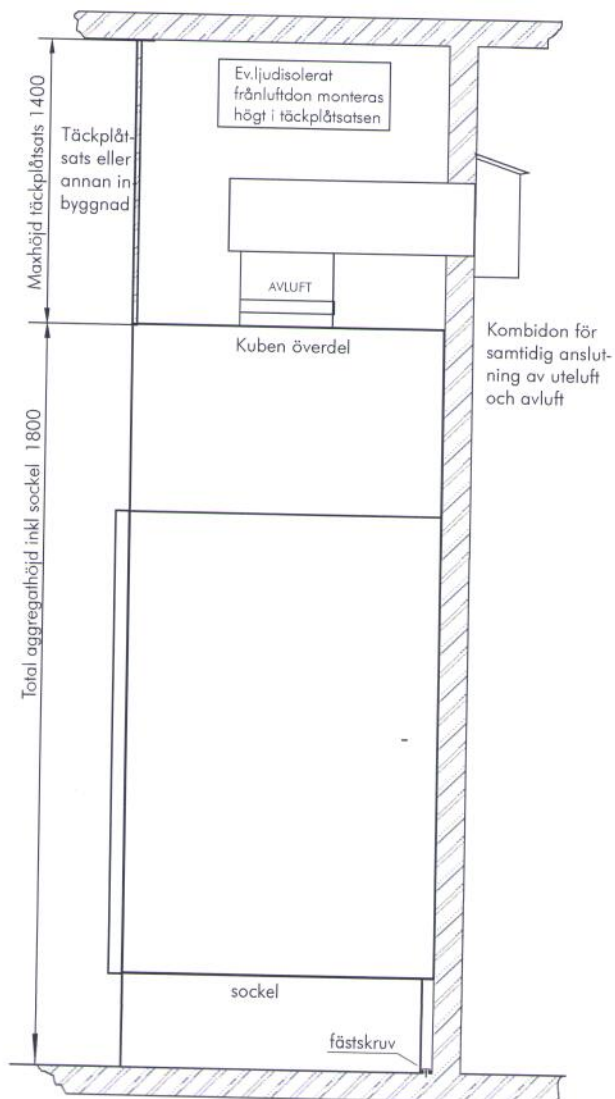 Maxhöjd täckplåtsats 1400
Täckplåt-
sats eller
annan in
byggnad
Ev.ljudisolerat
frånluftdon monteras
högt i täckplåtsatsen
AVLUFT
Kuben överdel
Kombidon för
samtidig anslut-
ning av uteluft
och avluft
Total aggregathöjd inkl sockel 1800
sockel
fästskruv